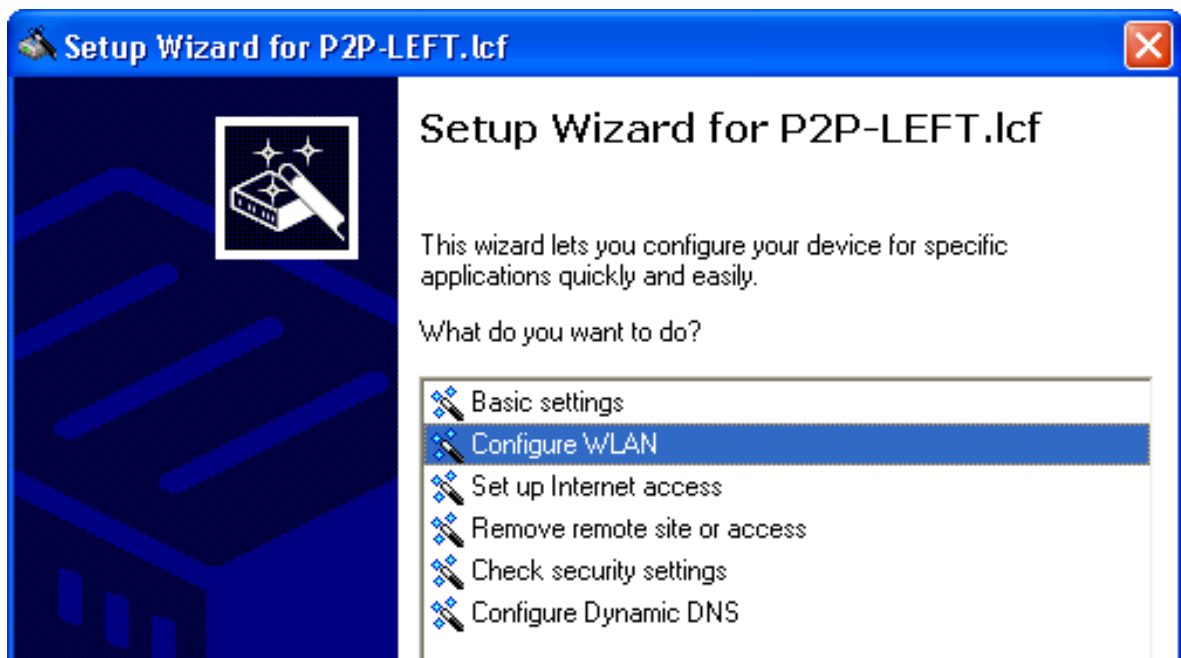 Setup Wizard for P2P-LEFT.lcf
Setup Wizard for P2P-LEFT.lcf
This wizard lets you configure your device for specific
applications quickly and easily.
What do you want to do?
Basic settings
Configure WLAN
Set up Internet access
Remove remote site or access
Check security settings
Configure Dynamic DNS